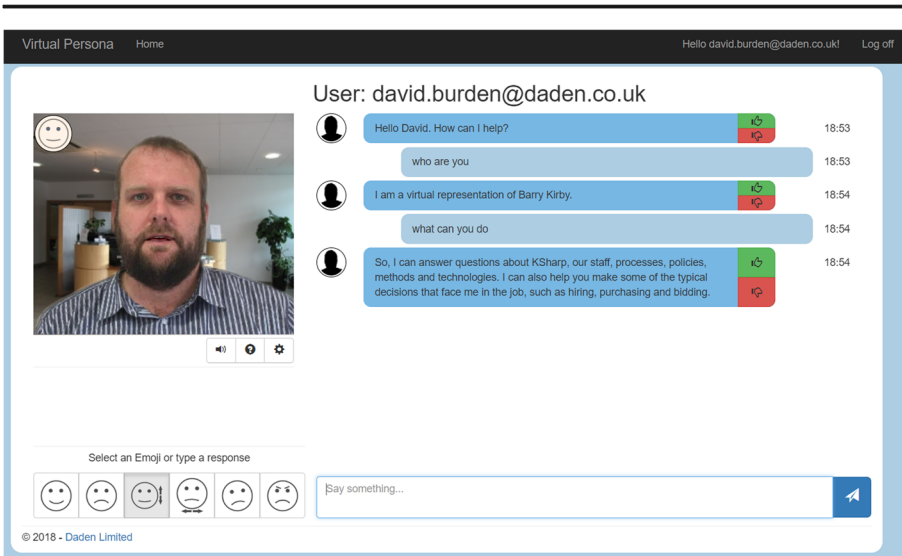 Virtual Persona Home Hello david.burden@daden.co.uk! Log off
User: david.burden@daden.co.uk
Hello David. How can I help? 18:53
who are you 18:53
I am a virtual representation of Barry Kirby. 18:54
what can you do 18:54
So, I can answer questions about KSharp, our staff, processes, policies, 18:54
methods and technologies. I can also help you make some of the typical
decisions that face me in the job, such as hiring, purchasing and bidding.
Select an Emoji or type a response
Say something...
© 2018 - Daden Limited